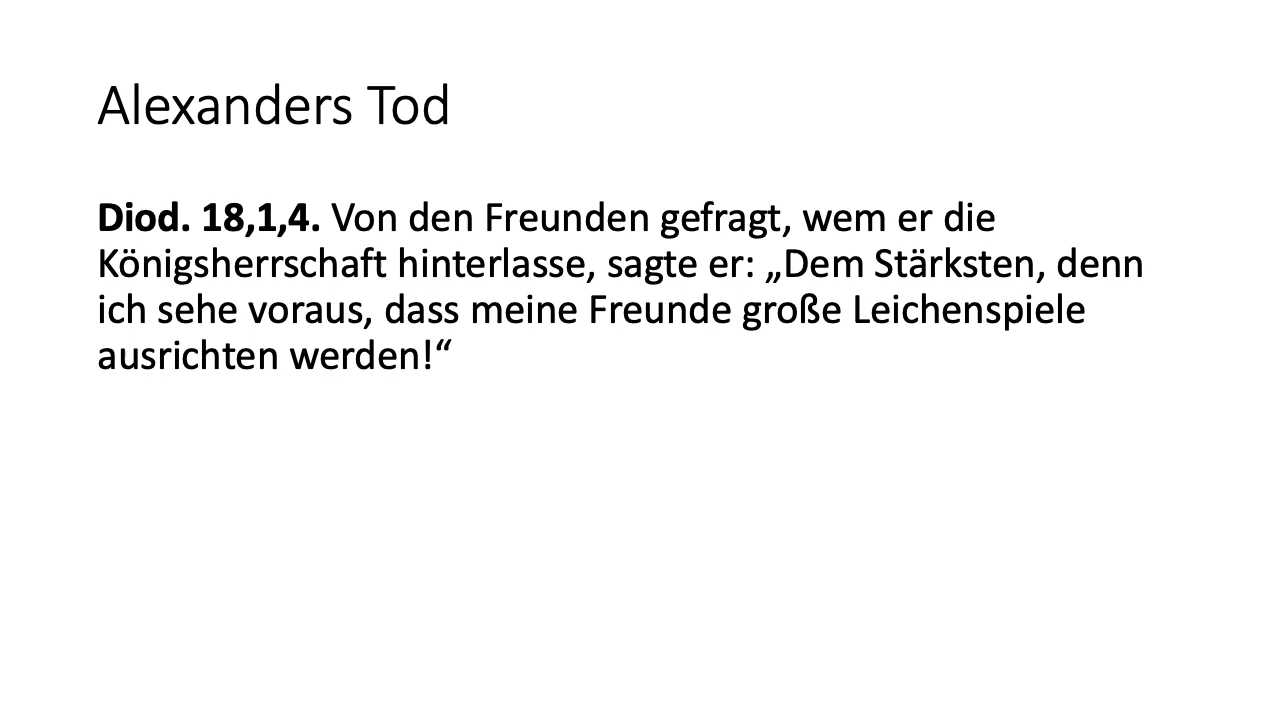 Alexanders Tod
Diod. 18,1,4. Von den Freunden gefragt, wem er die
Königsherrschaft hinterlasse, sagte er: „Dem Stärksten, denn
ich sehe voraus, dass meine Freunde große Leichenspiele
ausrichten werden!“